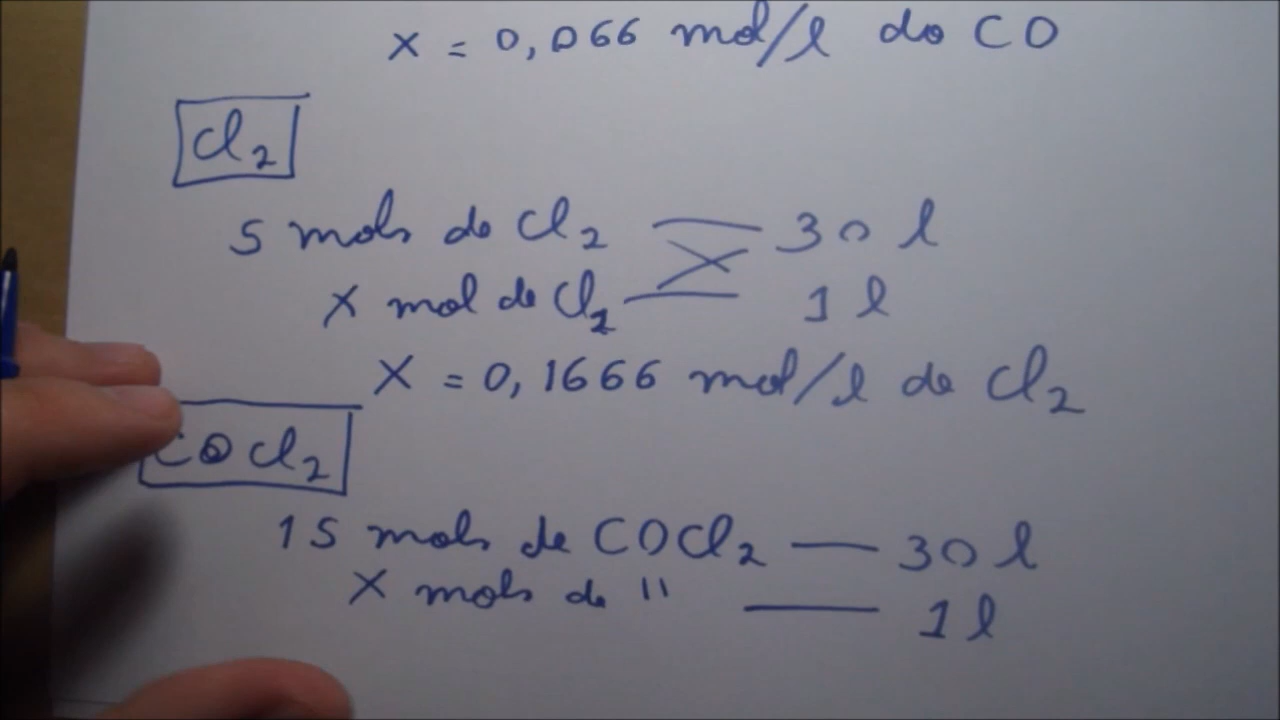 x = 0,066 mol/l do CO
Cl2
5 mols do Cl2 30 l
x mol de Cl2 1 l
X = 0,1666 mol/l de Cl2
COCl2
15 mols de COCl2 — 30 l
X mols de " — 1 l